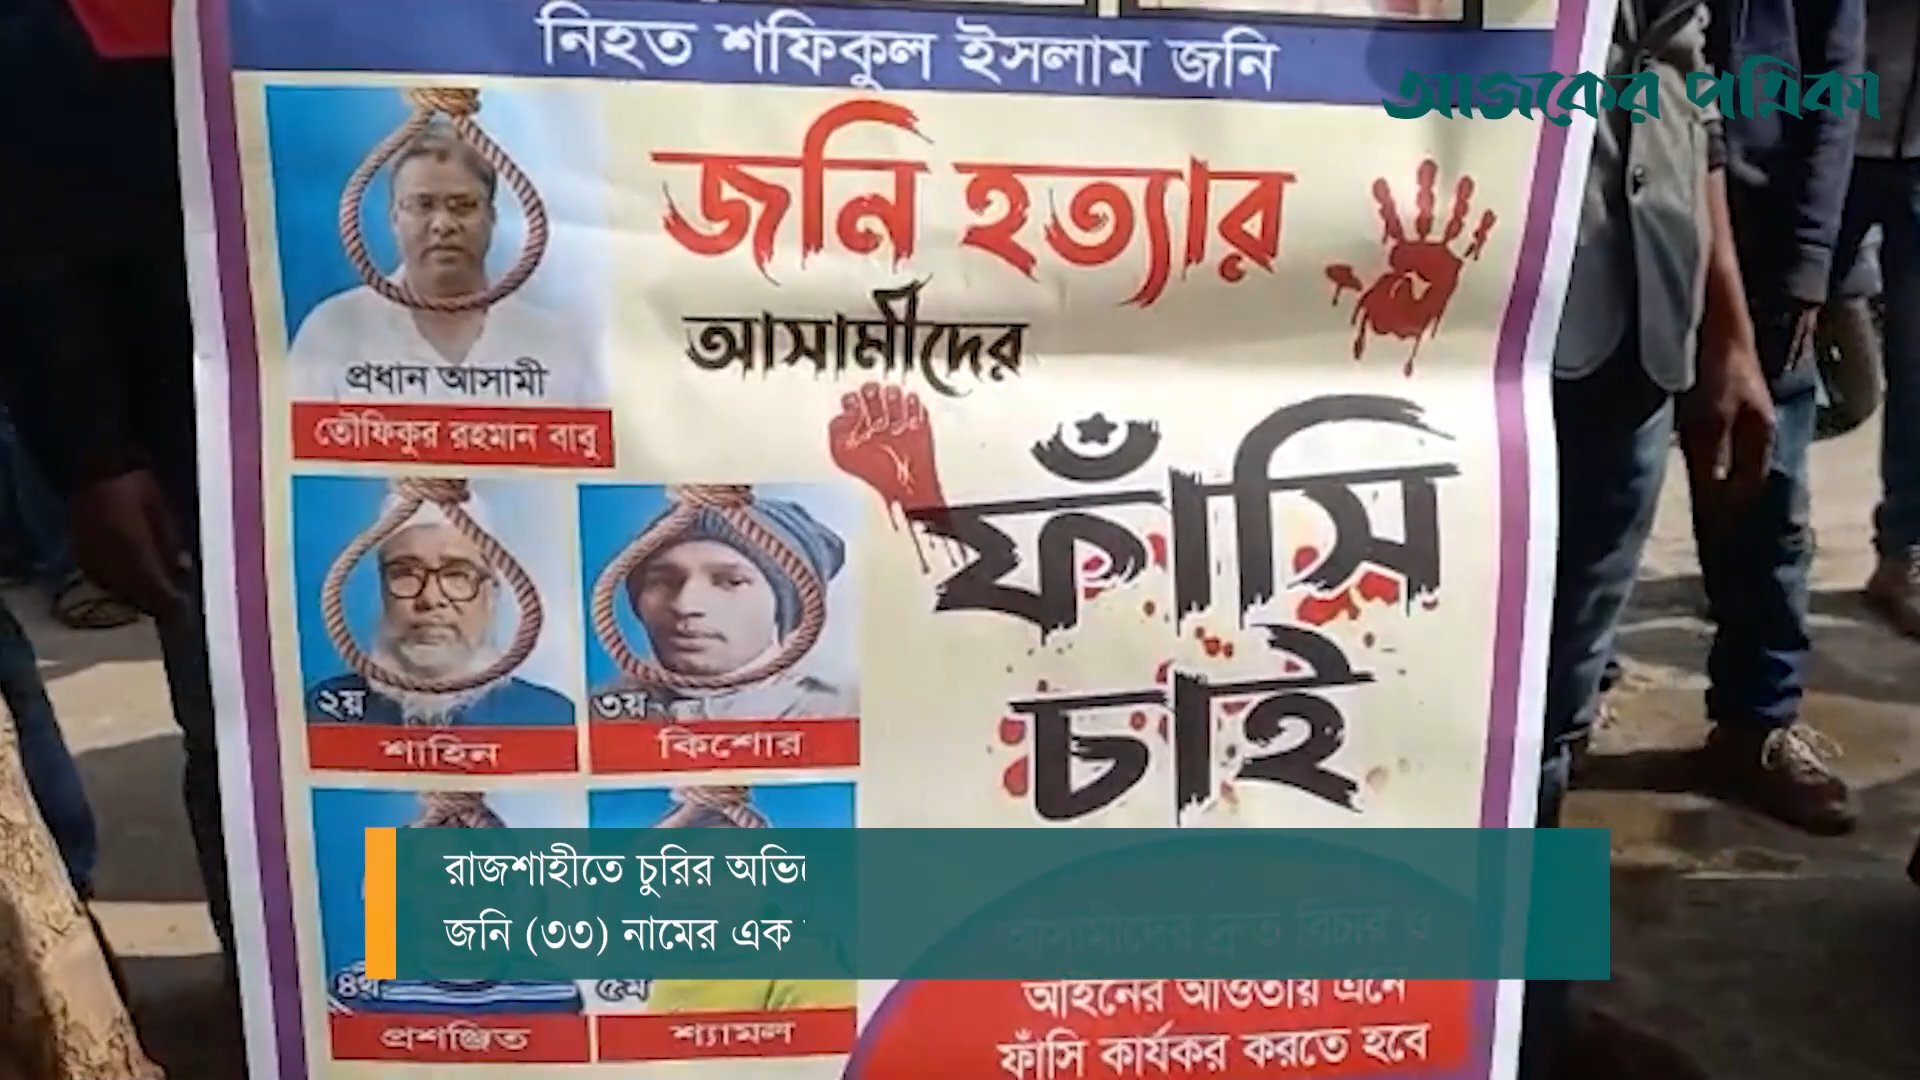 নিহত শফিকুল ইসলাম জনি
আজকের পত্রিকা
জনি হত্যার
আসামীদের
ফাঁসি
চাই
প্রধান আসামী
তৌফিকুর রহমান বাবু
২য়
শাহিন
৩য়
কিশোর
৪র্থ
প্রশঞ্জিত
৫ম
শ্যামল
আসামীদের দ্রুত বিচার ও
আইনের আওতায় এনে
ফাঁসি কার্যকর করতে হবে
রাজশাহীতে চুরির
জনি (৩৩) নামের এক